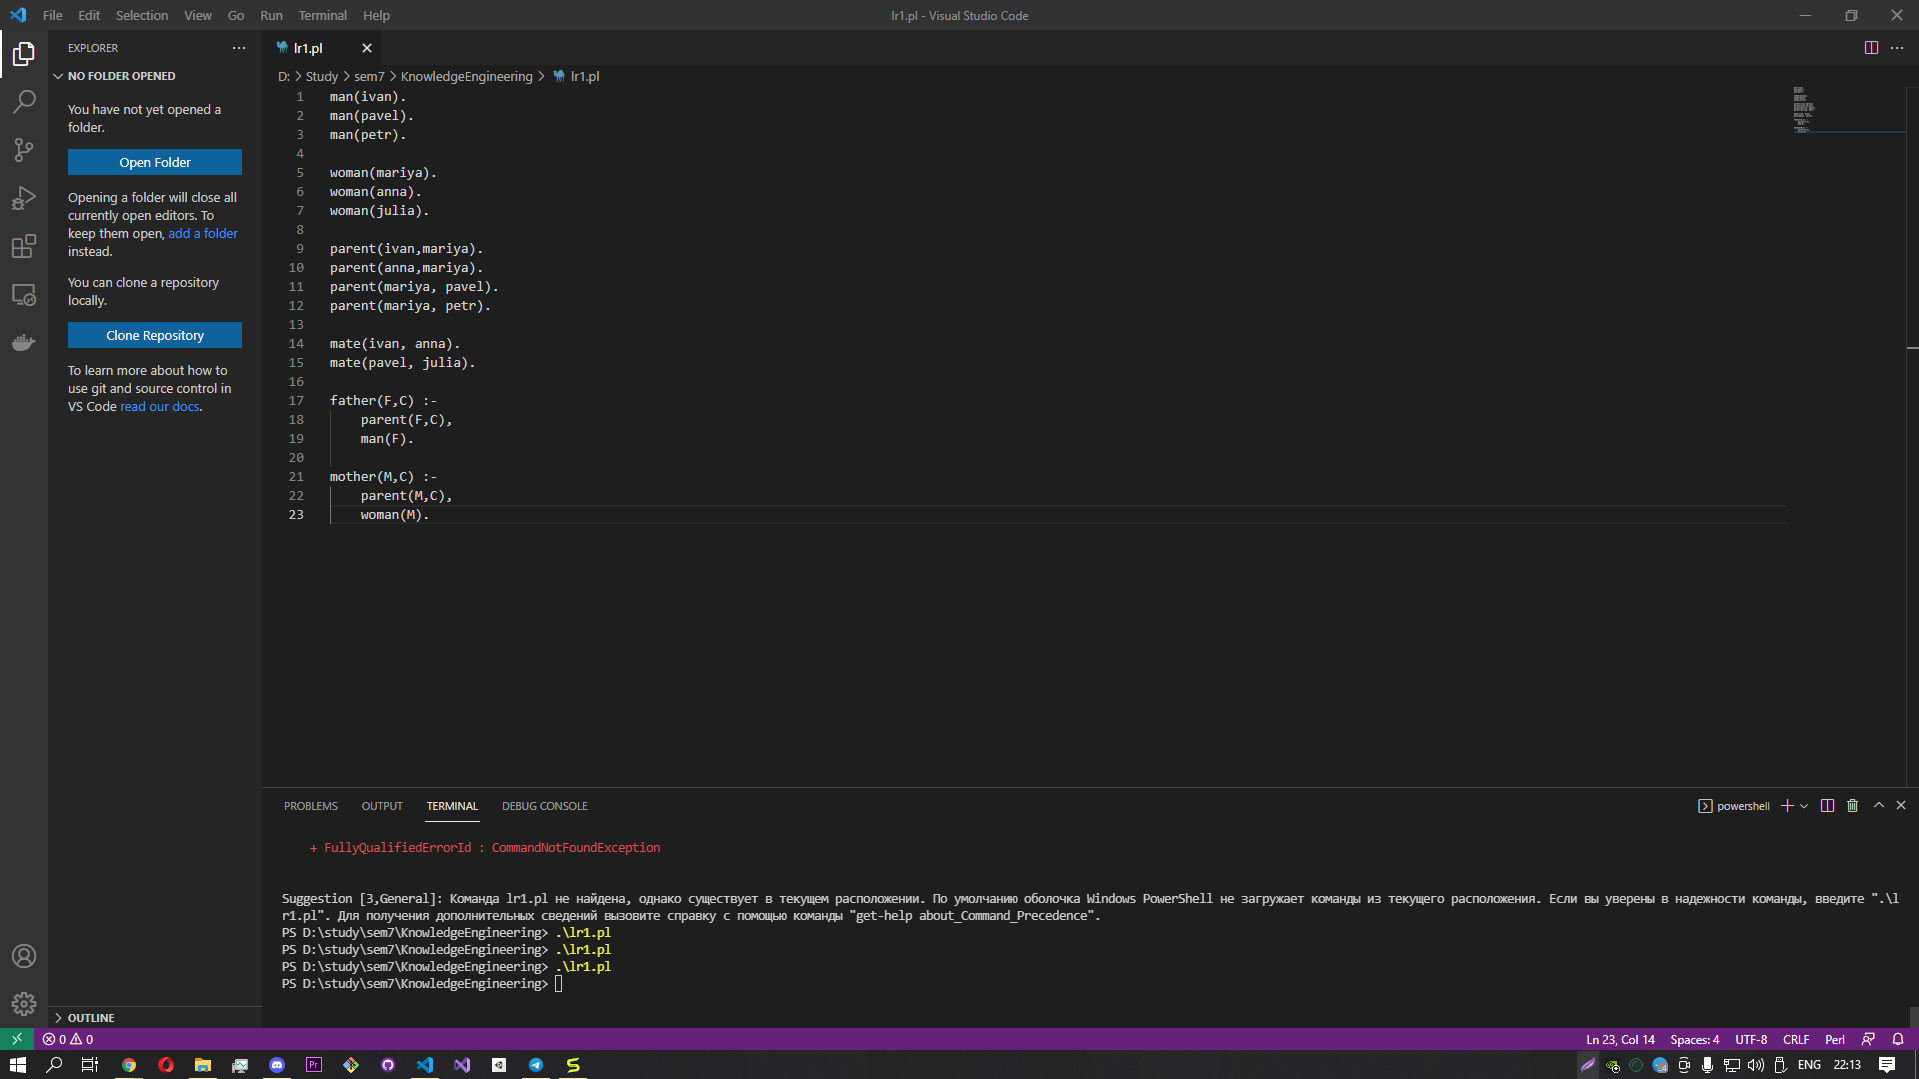 File Edit Selection View Go Run Terminal Help
lr1.pl - Visual Studio Code
EXPLORER
NO FOLDER OPENED
You have not yet opened a
folder.
Open Folder
Opening a folder will close all
currently open editors. To
keep them open, add a folder
instead.
You can clone a repository
locally.
Clone Repository
To learn more about how to
use git and source control in
VS Code read our docs.
OUTLINE
lr1.pl
D: > Study > sem7 > KnowledgeEngineering > lr1.pl
1 man(ivan).
2 man(pavel).
3 man(petr).
4
5 woman(mariya).
6 woman(anna).
7 woman(julia).
8
9 parent(ivan,mariya).
10 parent(anna,mariya).
11 parent(mariya, pavel).
12 parent(mariya, petr).
13
14 mate(ivan, anna).
15 mate(pavel, julia).
16
17 father(F,C) :-
18 parent(F,C),
19 man(F).
20
21 mother(M,C) :-
22 parent(M,C),
23 woman(M).
PROBLEMS OUTPUT TERMINAL DEBUG CONSOLE
powershell
+ FullyQualifiedErrorId : CommandNotFoundException
Suggestion [3,General]: Команда lr1.pl не найдена, однако существует в текущем расположении. По умолчанию оболочка Windows PowerShell не загружает команды из текущего расположения. Если вы уверены в надежности команды, введите ".\l
r1.pl". Для получения дополнительных сведений вызовите справку с помощью команды "get-help about_Command_Precedence".
PS D:\study\sem7\KnowledgeEngineering> .\lr1.pl
PS D:\study\sem7\KnowledgeEngineering> .\lr1.pl
PS D:\study\sem7\KnowledgeEngineering> .\lr1.pl
PS D:\study\sem7\KnowledgeEngineering>
0 0
Ln 23, Col 14 Spaces: 4 UTF-8 CRLF Perl
Pr
ENG 22:13